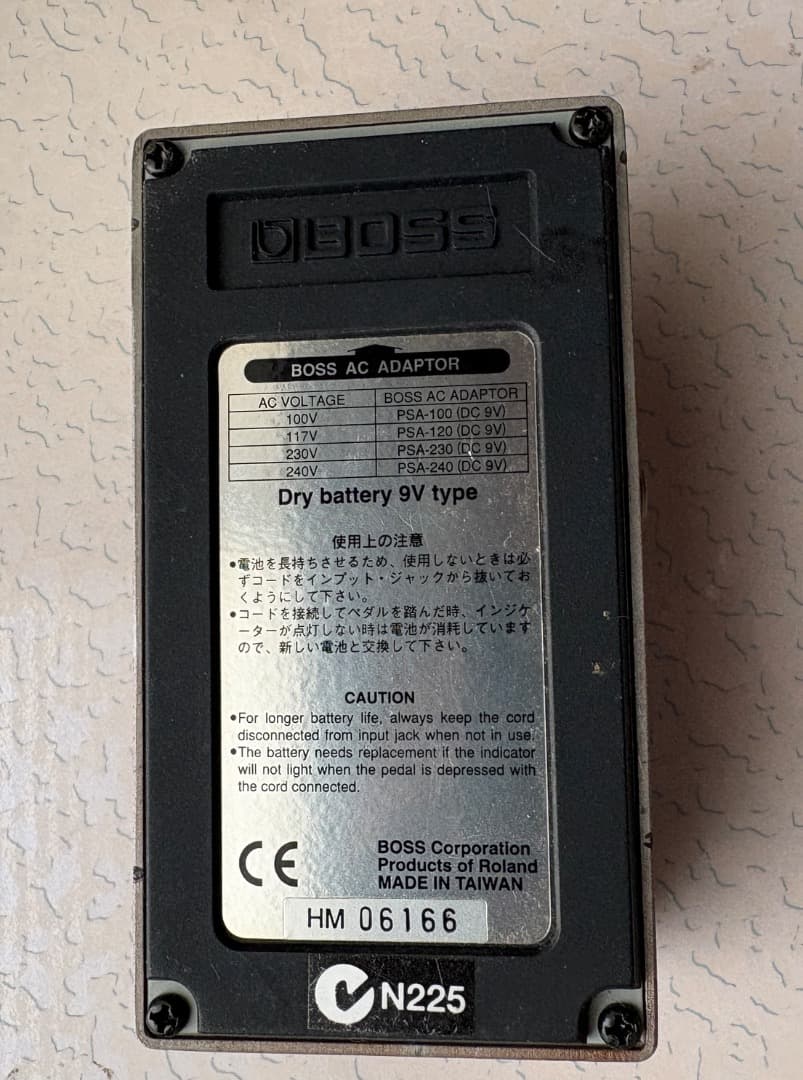 BOSS
BOSS AC ADAPTOR
AC VOLTAGE BOSS AC ADAPTOR
100V PSA-100 (DC 9V)
117V PSA-120 (DC 9V)
230V PSA-230 (DC 9V)
240V PSA-240 (DC 9V)
Dry battery 9V type
使用上の注意
●電池を長持ちさせるため、使用しないときは必
ずコードをインプット・ジャックから抜いてお
くようにして下さい。
●コードを接続してペダルを踏んだ時、インジケ
ーターが点灯しない時は電池が消耗しています
ので、新しい電池と交換して下さい。
CAUTION
●For longer battery life, always keep the cord
disconnected from input jack when not in use.
●The battery needs replacement if the indicator
will not light when the pedal is depressed with
the cord connected.
CE
BOSS Corporation
Products of Roland
MADE IN TAIWAN
HM 06166
N225